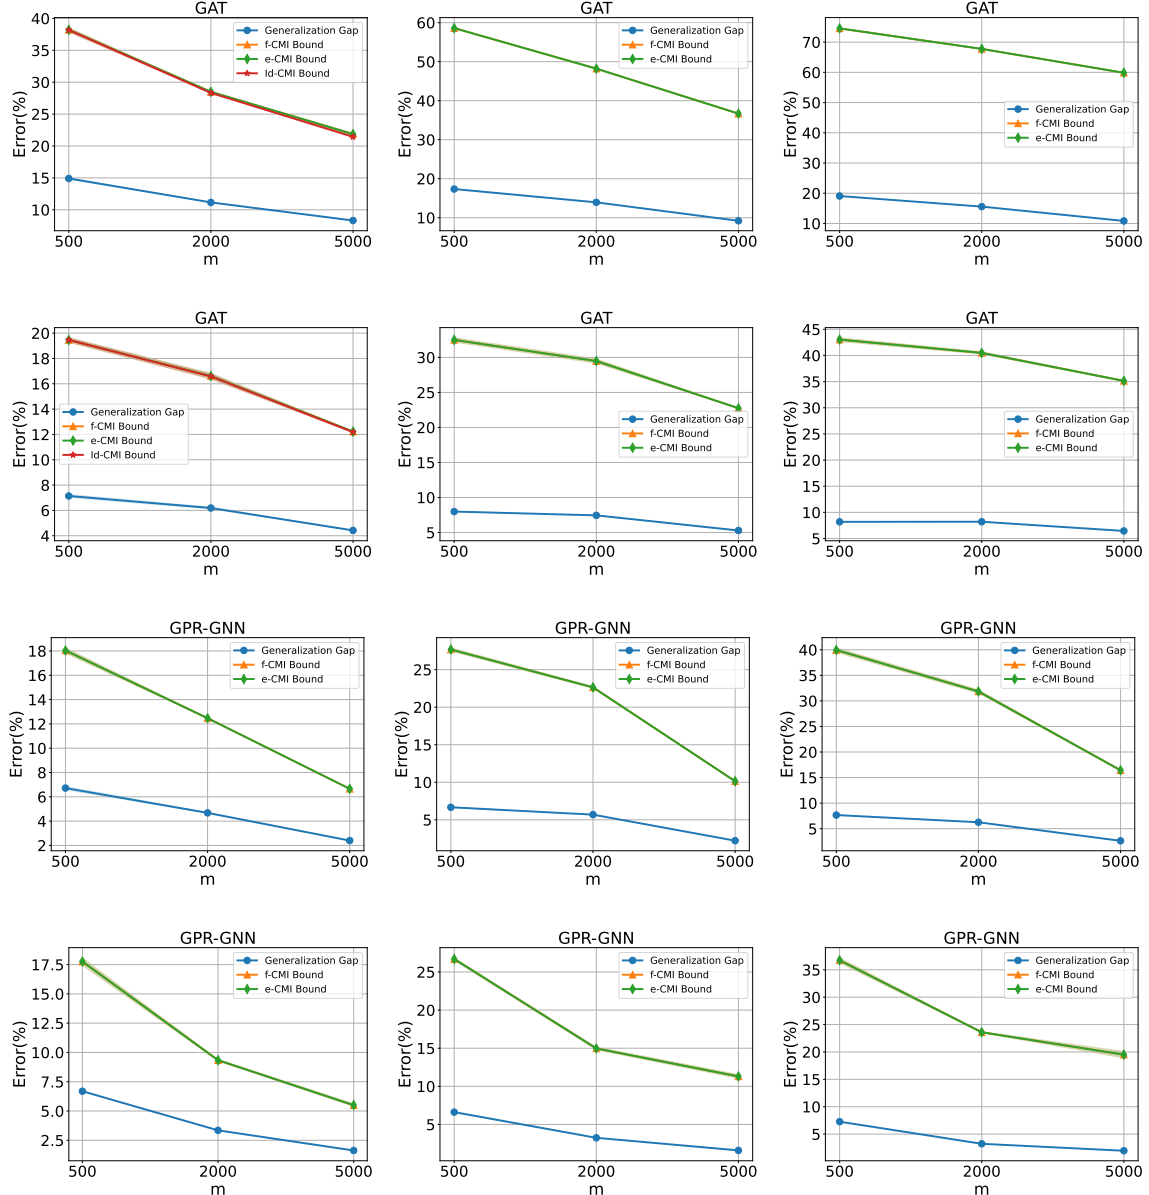 GAT
Error(%)
40
35
30
25
20
15
10
Generalization Gap
f-CMI Bound
e-CMI Bound
ld-CMI Bound
500 2000 5000
m
GAT
Error(%)
60
50
40
30
20
10
Generalization Gap
f-CMI Bound
e-CMI Bound
500 2000 5000
m
GAT
Error(%)
70
60
50
40
30
20
10
Generalization Gap
f-CMI Bound
e-CMI Bound
500 2000 5000
m
GAT
Error(%)
20
18
16
14
12
10
8
6
4
Generalization Gap
f-CMI Bound
e-CMI Bound
ld-CMI Bound
500 2000 5000
m
GAT
Error(%)
30
25
20
15
10
5
Generalization Gap
f-CMI Bound
e-CMI Bound
500 2000 5000
m
GAT
Error(%)
45
40
35
30
25
20
15
10
5
Generalization Gap
f-CMI Bound
e-CMI Bound
500 2000 5000
m
GPR-GNN
Error(%)
18
16
14
12
10
8
6
4
2
Generalization Gap
f-CMI Bound
e-CMI Bound
500 2000 5000
m
GPR-GNN
Error(%)
25
20
15
10
5
Generalization Gap
f-CMI Bound
e-CMI Bound
500 2000 5000
m
GPR-GNN
Error(%)
40
35
30
25
20
15
10
5
Generalization Gap
f-CMI Bound
e-CMI Bound
500 2000 5000
m
GPR-GNN
Error(%)
17.5
15.0
12.5
10.0
7.5
5.0
2.5
Generalization Gap
f-CMI Bound
e-CMI Bound
500 2000 5000
m
GPR-GNN
Error(%)
25
20
15
10
5
Generalization Gap
f-CMI Bound
e-CMI Bound
500 2000 5000
m
GPR-GNN
Error(%)
35
30
25
20
15
10
5
Generalization Gap
f-CMI Bound
e-CMI Bound
500 2000 5000
m